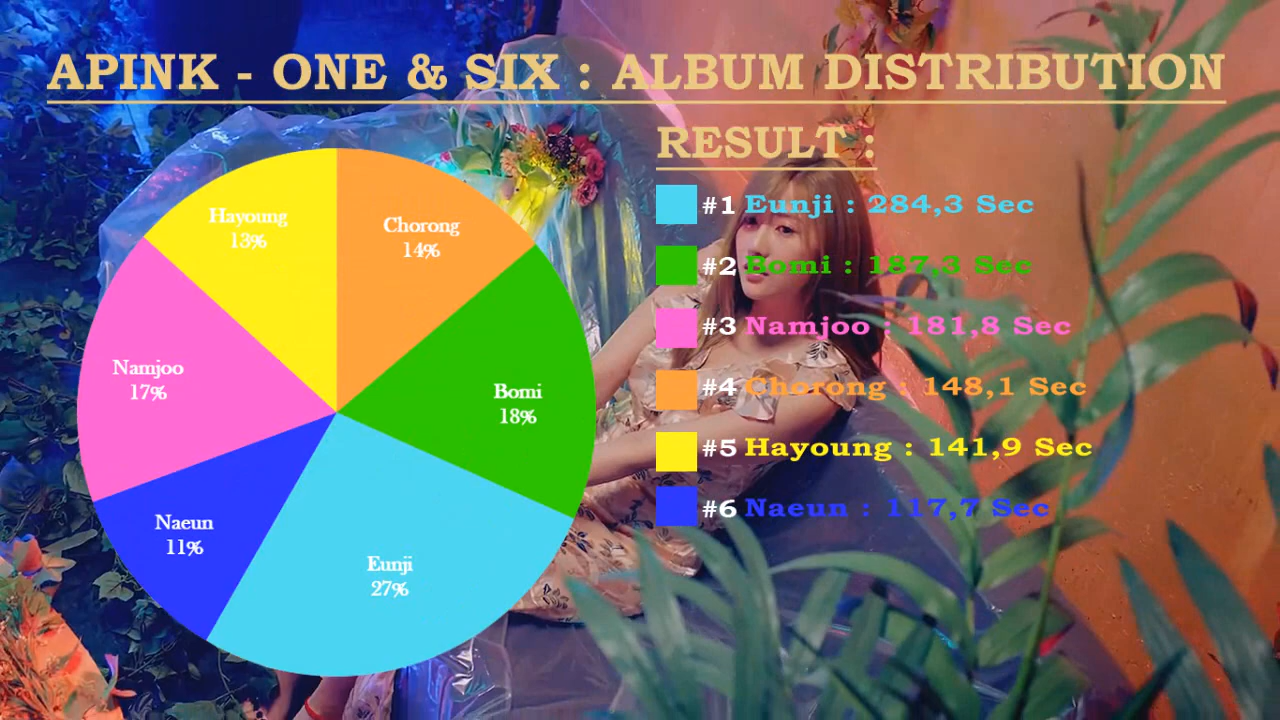 APINK - ONE & SIX : ALBUM DISTRIBUTION
RESULT :
Hayoung
13%
Chorong
14%
Namjoo
17%
Bomi
18%
Naeun
11%
Eunji
27%
#1 Eunji : 284,3 Sec
#2 Bomi : 187,3 Sec
#3 Namjoo : 181,8 Sec
#4 Chorong : 148,1 Sec
#5 Hayoung : 141,9 Sec
#6 Naeun : 117,7 Sec